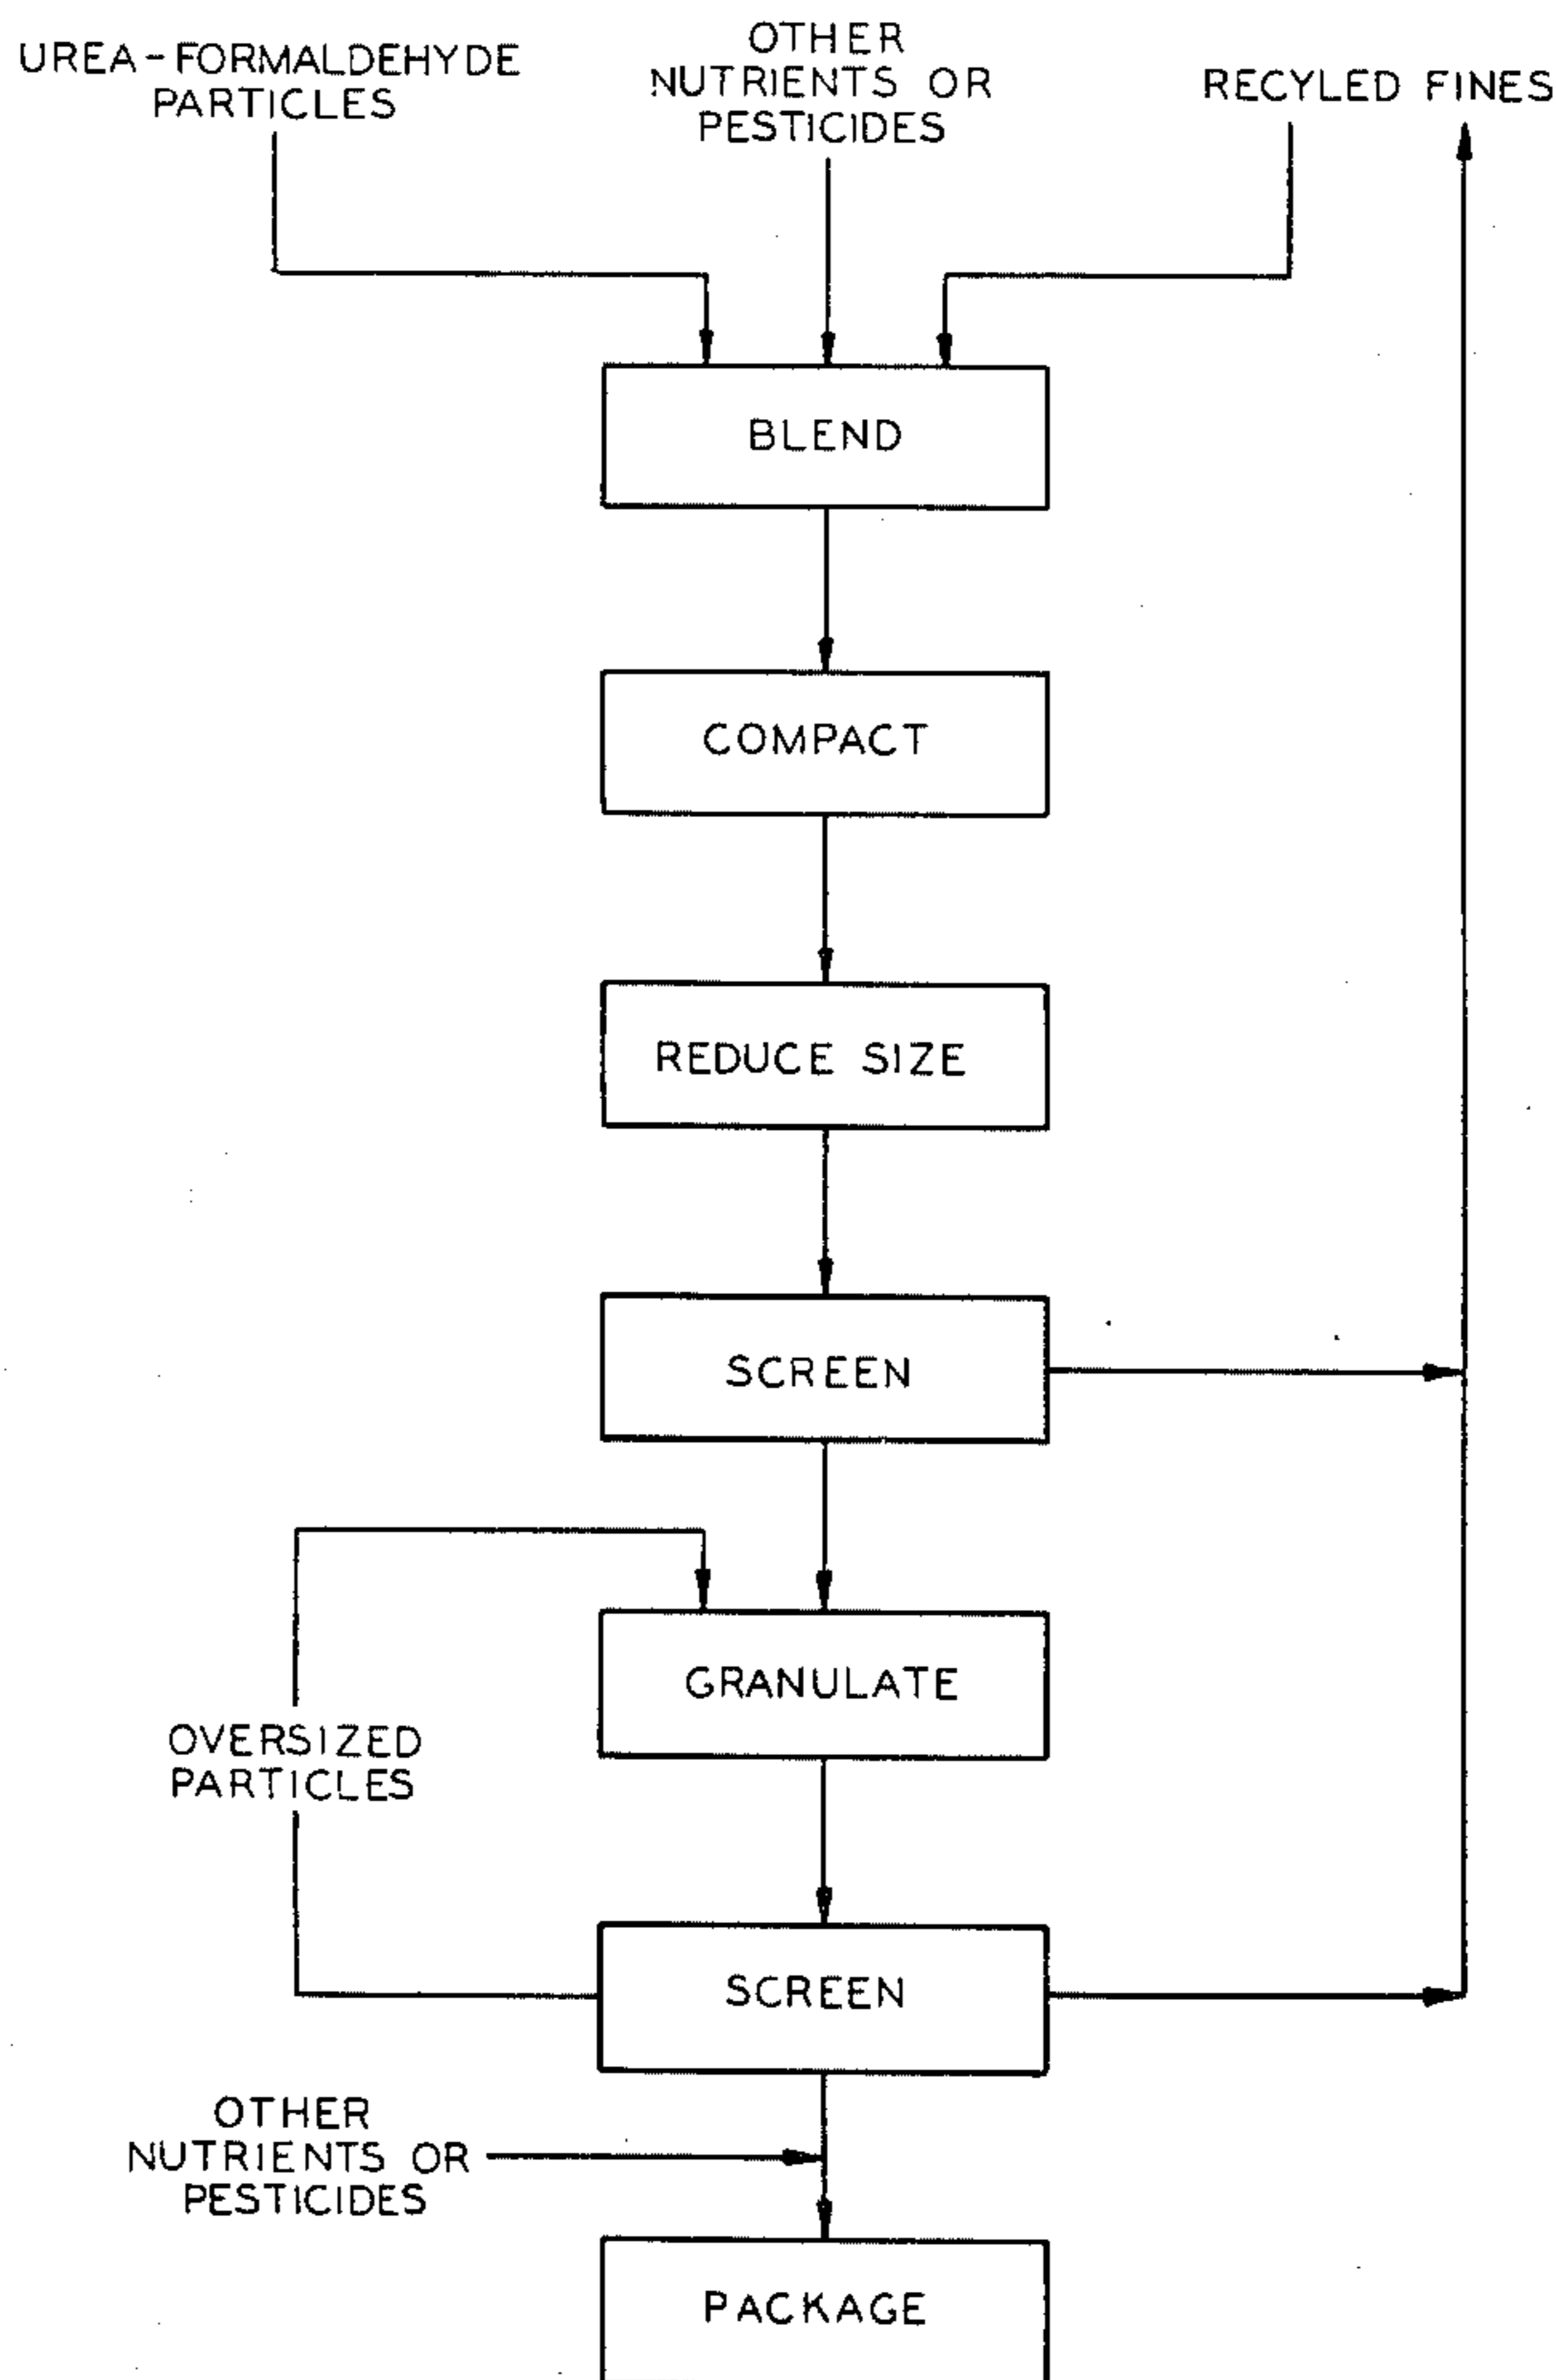 UREA-FORMALDEHYDE
PARTICLES
OTHER
NUTRIENTS OR
PESTICIDES
RECYLED FINES
BLEND
COMPACT
REDUCE SIZE
SCREEN
GRANULATE
OVERSIZED
PARTICLES
SCREEN
OTHER
NUTRIENTS OR
PESTICIDES
PACKAGE